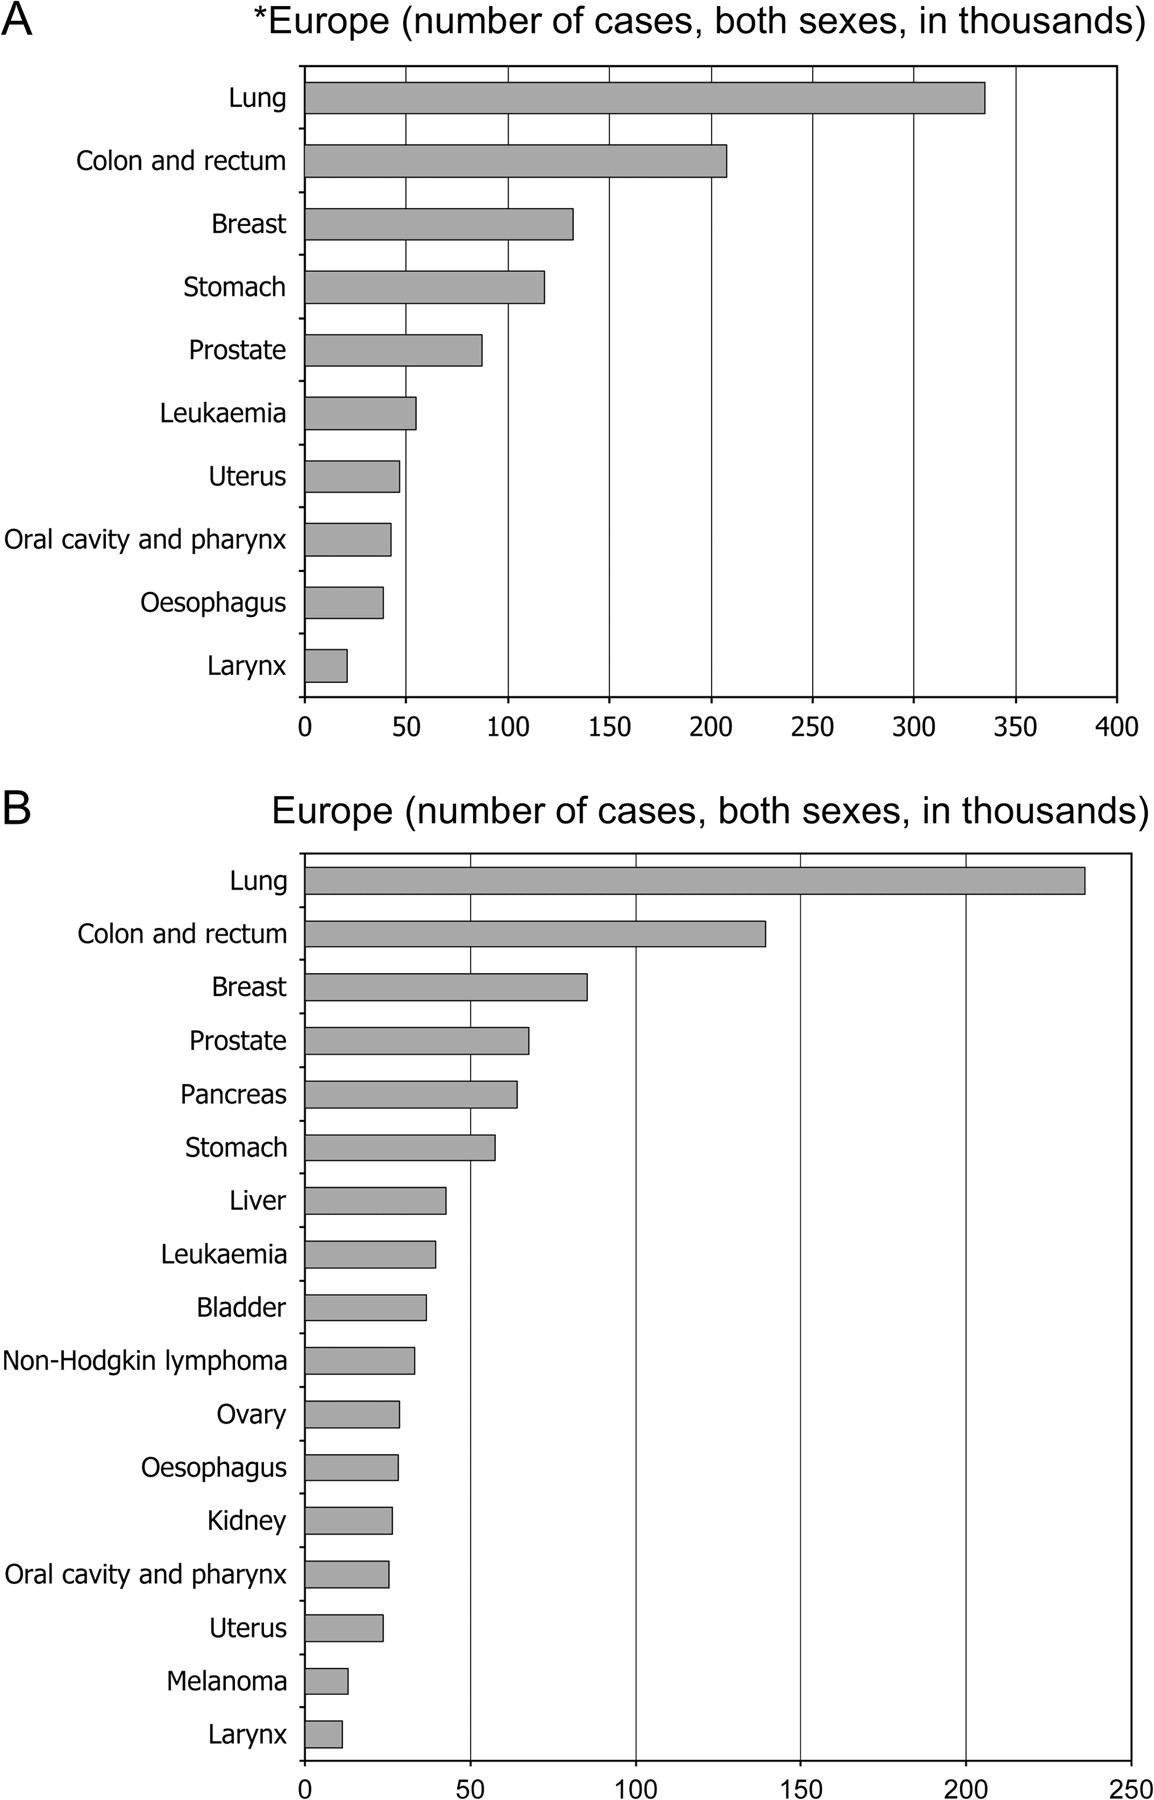 A
*Europe (number of cases, both sexes, in thousands)
Lung
Colon and rectum
Breast
Stomach
Prostate
Leukaemia
Uterus
Oral cavity and pharynx
Oesophagus
Larynx
0 50 100 150 200 250 300 350 400
B
Europe (number of cases, both sexes, in thousands)
Lung
Colon and rectum
Breast
Prostate
Pancreas
Stomach
Liver
Leukaemia
Bladder
Non-Hodgkin lymphoma
Ovary
Oesophagus
Kidney
Oral cavity and pharynx
Uterus
Melanoma
Larynx
0 50 100 150 200 250